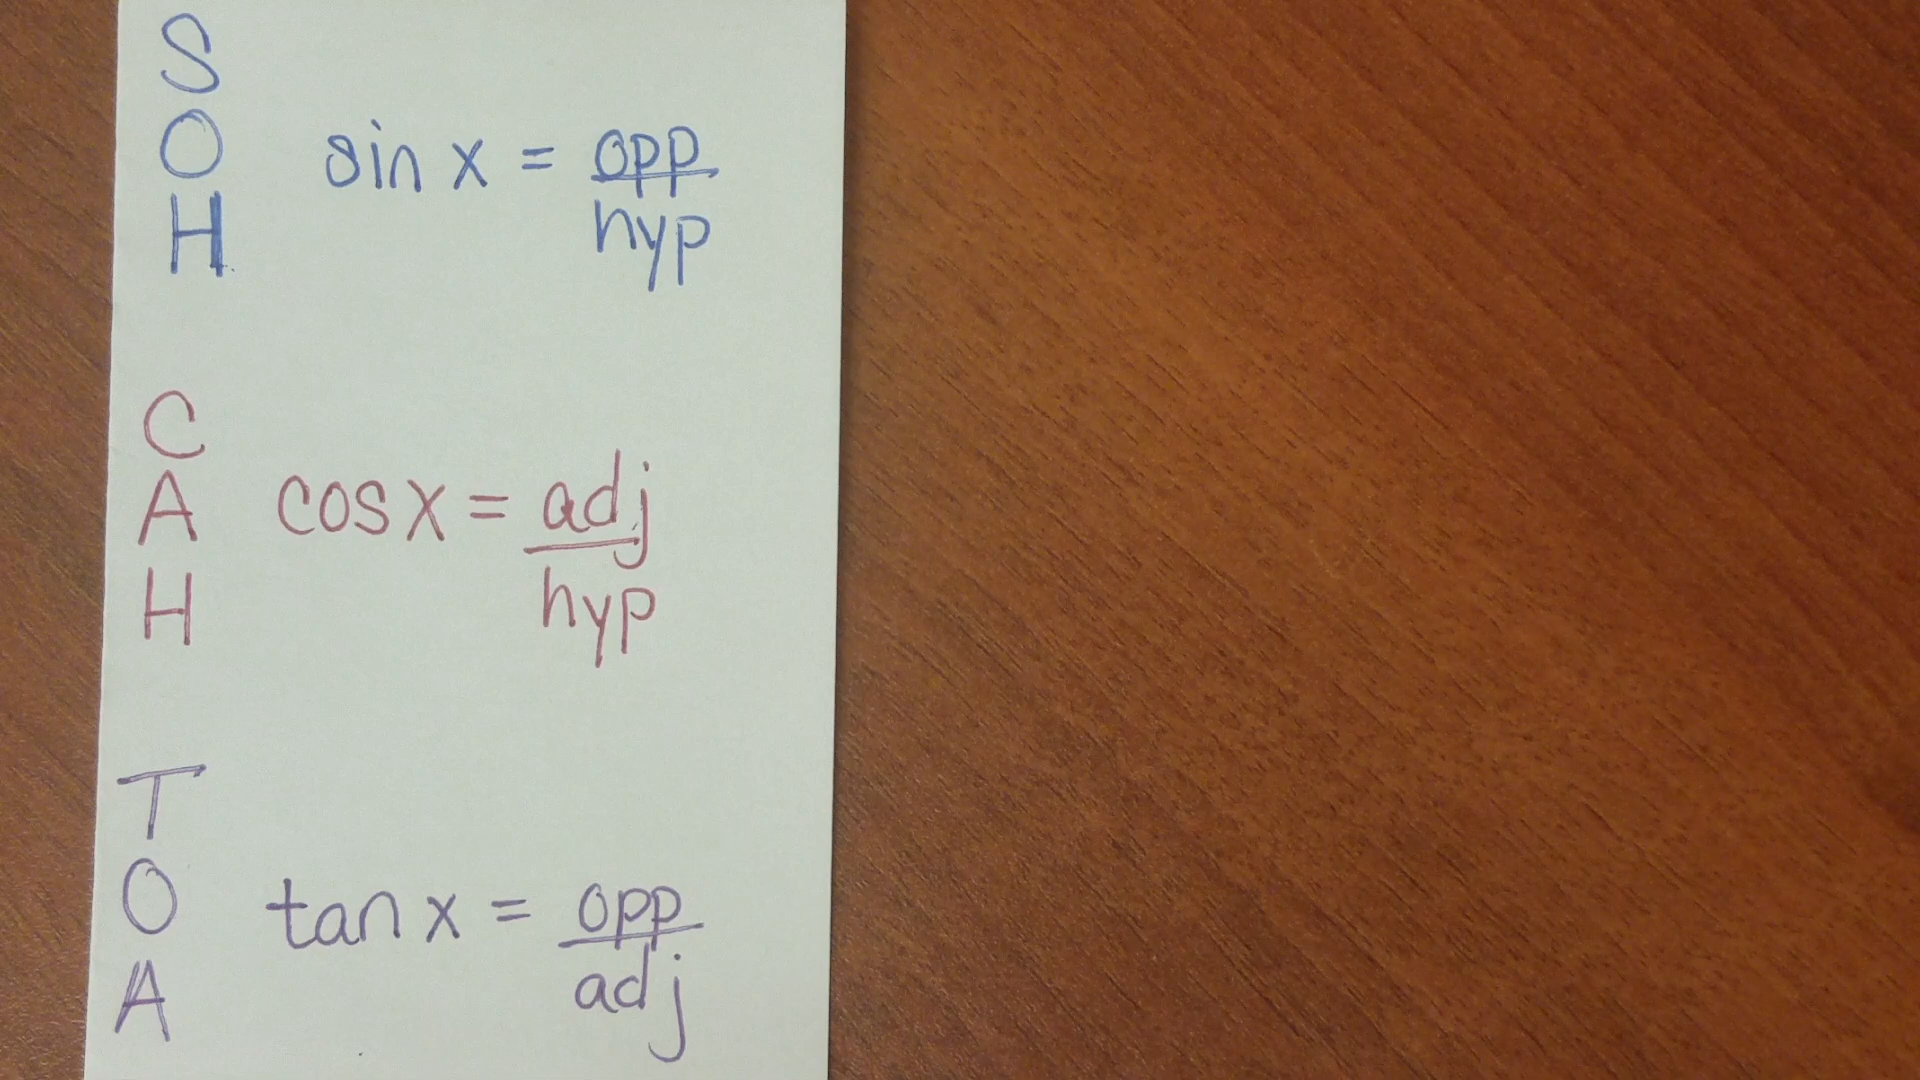 S
O
H
sin x = opp
hyp
C
A
H
cos x = adj
hyp
T
O
A
tan x = opp
adj